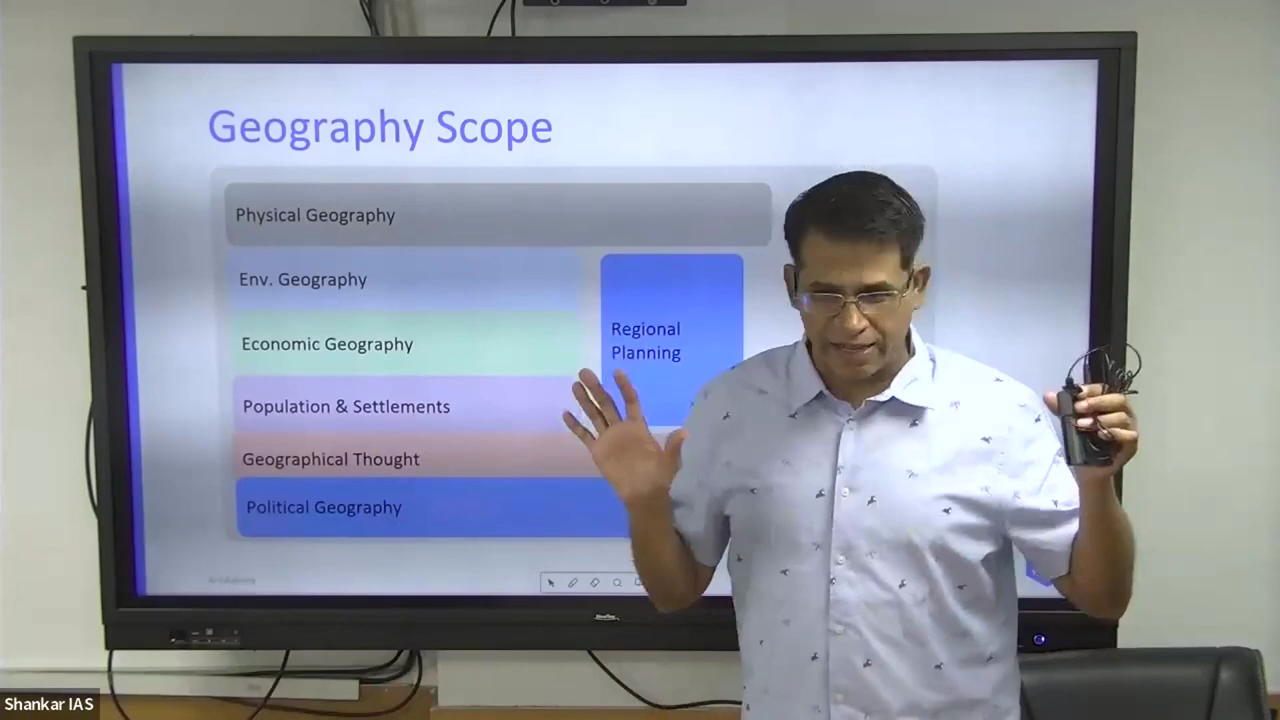 Geography Scope
Physical Geography
Env. Geography
Economic Geography
Regional
Planning
Population & Settlements
Geographical Thought
Political Geography
Shankar IAS